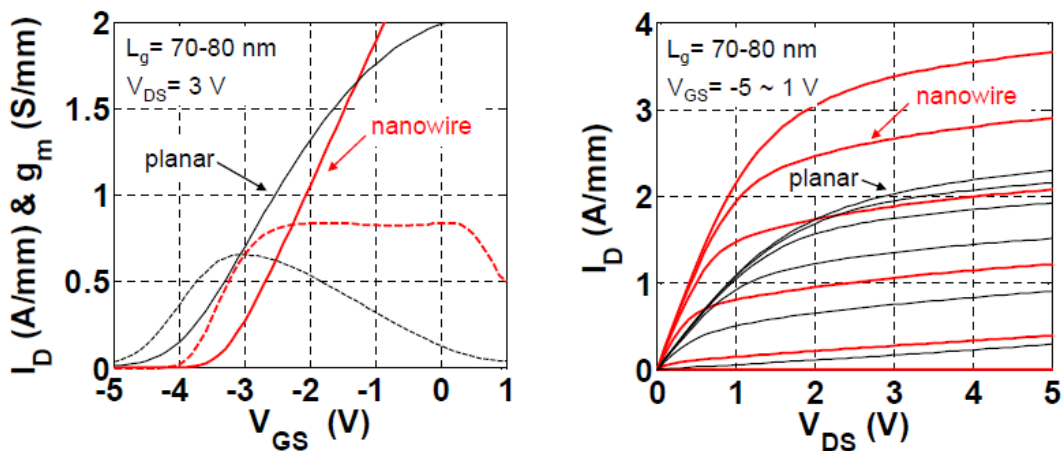 I_D (A/mm) & g_m (S/mm)
2
1.5
1
0.5
0
L_g= 70-80 nm
V_DS= 3 V
planar
nanowire
-5 -4 -3 -2 -1 0 1
V_GS (V)
I_D (A/mm)
4
3
2
1
0
L_g= 70-80 nm
V_GS= -5 ~ 1 V
nanowire
planar
0 1 2 3 4 5
V_DS (V)